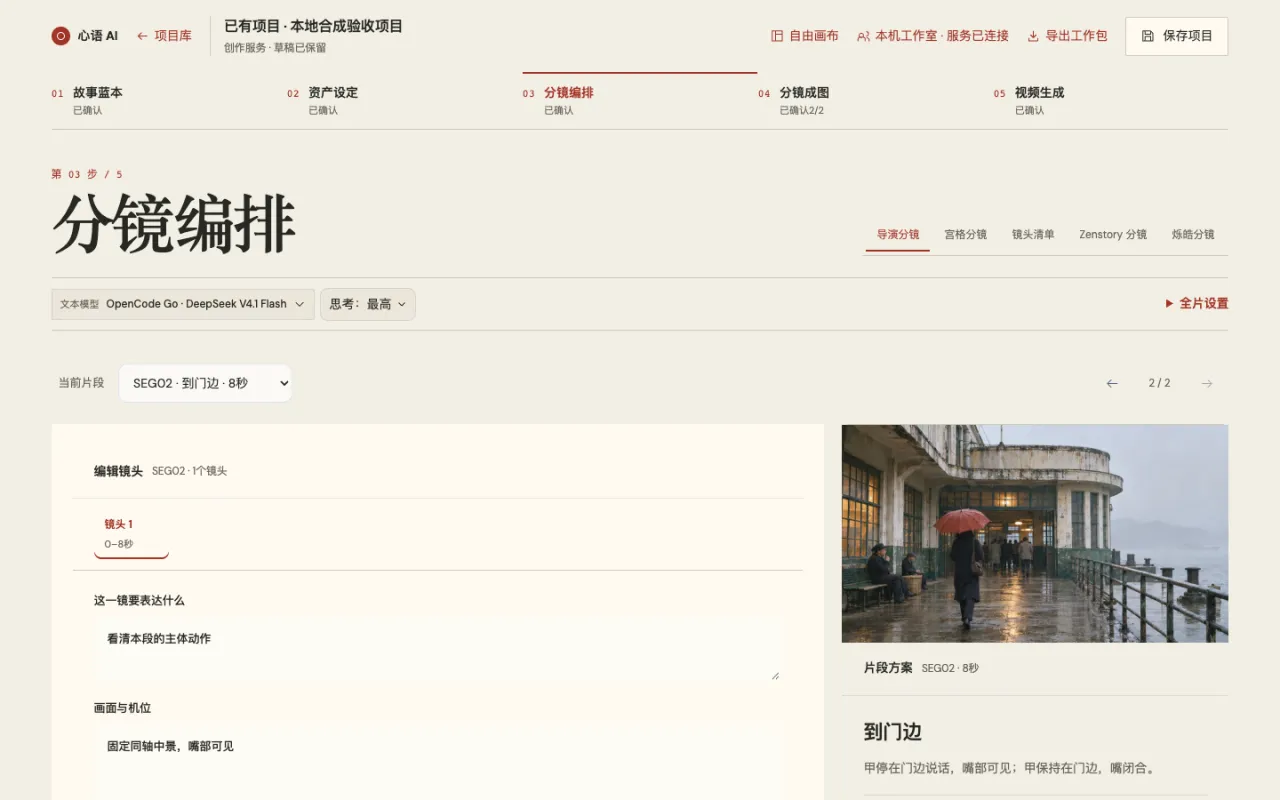 心语 AI
← 项目库
已有项目 · 本地合成验收项目
创作服务 · 草稿已保留
自由画布
本机工作室 · 服务已连接
导出工作包
保存项目
01 故事蓝本
已确认
02 资产设定
已确认
03 分镜编排
已确认
04 分镜成图
已确认2/2
05 视频生成
已确认
第 03 步 / 5
分镜编排
导演分镜
宫格分镜
镜头清单
Zenstory 分镜
烁皓分镜
文本模型 OpenCode Go · DeepSeek V4.1 Flash
思考：最高
全片设置
当前片段
SEG02 · 到门边 · 8秒
← 2 / 2 →
编辑镜头 SEG02 · 1个镜头
镜头 1
0–8秒
这一镜要表达什么
看清本段的主体动作
画面与机位
固定同轴中景，嘴部可见
片段方案 SEG02 · 8秒
到门边
甲停在门边说话，嘴部可见；甲保持在门边，嘴闭合。